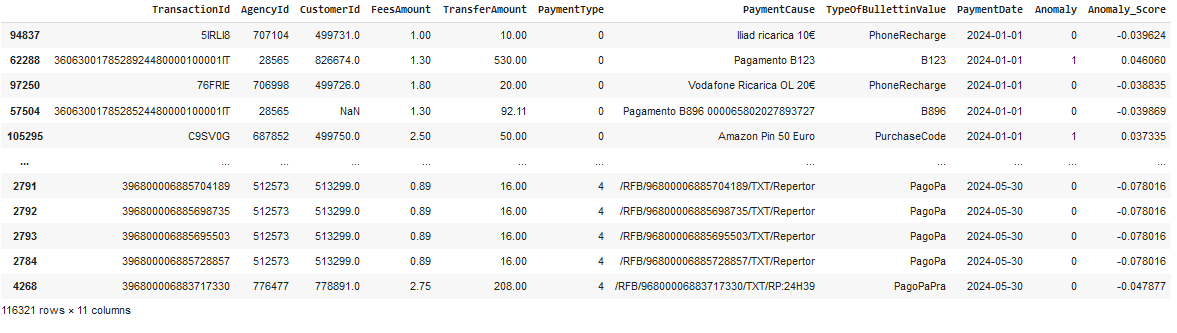 TransactionId AgencyId CustomerId FeesAmount TransferAmount PaymentType PaymentCause TypeOfBullettinValue PaymentDate Anomaly Anomaly_Score
94837 5IRLI8 707104 499731.0 1.00 10.00 0 Iliad ricarica 10€ PhoneRecharge 2024-01-01 0 -0.039624
62288 3606300178528924480000100001IT 28565 826674.0 1.30 530.00 0 Pagamento B123 B123 2024-01-01 1 0.046060
97250 76FRIE 706998 499726.0 1.80 20.00 0 Vodafone Ricarica OL 20€ PhoneRecharge 2024-01-01 0 -0.038835
57504 3606300178528524480000100001IT 28565 NaN 1.30 92.11 0 Pagamento B896 000065802027893727 B896 2024-01-01 0 -0.039869
105295 C9SV0G 687852 499750.0 2.50 50.00 0 Amazon Pin 50 Euro PurchaseCode 2024-01-01 1 0.037335
... ... ... ... ... ... ... ... ... ... ... ...
2791 396800006885704189 512573 513299.0 0.89 16.00 4 /RFB/96800006885704189/TXT/Repertor PagoPa 2024-05-30 0 -0.078016
2792 396800006885698735 512573 513299.0 0.89 16.00 4 /RFB/96800006885698735/TXT/Repertor PagoPa 2024-05-30 0 -0.078016
2793 396800006885695503 512573 513299.0 0.89 16.00 4 /RFB/96800006885695503/TXT/Repertor PagoPa 2024-05-30 0 -0.078016
2784 396800006885728857 512573 513299.0 0.89 16.00 4 /RFB/96800006885728857/TXT/Repertor PagoPa 2024-05-30 0 -0.078016
4268 396800006883717330 776477 778891.0 2.75 208.00 4 /RFB/96800006883717330/TXT/RP:24H39 PagoPaPra 2024-05-30 0 -0.047877
116321 rows × 11 columns